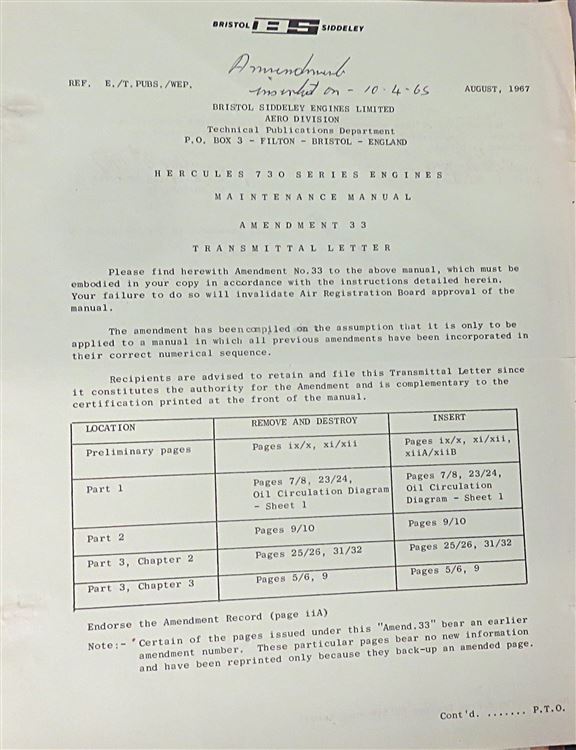 BRISTOL BS SIDDELEY
Amendment
inserted on - 10-4-68
REF. E./T.PUBS./WEP.
AUGUST, 1967
BRISTOL SIDDELEY ENGINES LIMITED
AERO DIVISION
Technical Publications Department
P.O. BOX 3 - FILTON - BRISTOL - ENGLAND
HERCULES 730 SERIES ENGINES
MAINTENANCE MANUAL
AMENDMENT 33
TRANSMITTAL LETTER
Please find herewith Amendment No.33 to the above manual, which must be
embodied in your copy in accordance with the instructions detailed herein.
Your failure to do so will invalidate Air Registration Board approval of the
manual.
The amendment has been compiled on the assumption that it is only to be
applied to a manual in which all previous amendments have been incorporated in
their correct numerical sequence.
Recipients are advised to retain and file this Transmittal Letter since
it constitutes the authority for the Amendment and is complementary to the
certification printed at the front of the manual.
LOCATION REMOVE AND DESTROY INSERT
Preliminary pages Pages ix/x, xi/xii Pages ix/x, xi/xii,
xiiA/xiiB
Part 1 Pages 7/8, 23/24, Pages 7/8, 23/24,
Oil Circulation Diagram Oil Circulation
- Sheet 1 Diagram - Sheet 1
Part 2 Pages 9/10 Pages 9/10
Part 3, Chapter 2 Pages 25/26, 31/32 Pages 25/26, 31/32
Part 3, Chapter 3 Pages 5/6, 9 Pages 5/6, 9
Endorse the Amendment Record (page iiA)
Note:- Certain of the pages issued under this "Amend.33" bear an earlier
amendment number. These particular pages bear no new information
and have been reprinted only because they back-up an amended page.
Cont'd. ....... P.T.O.